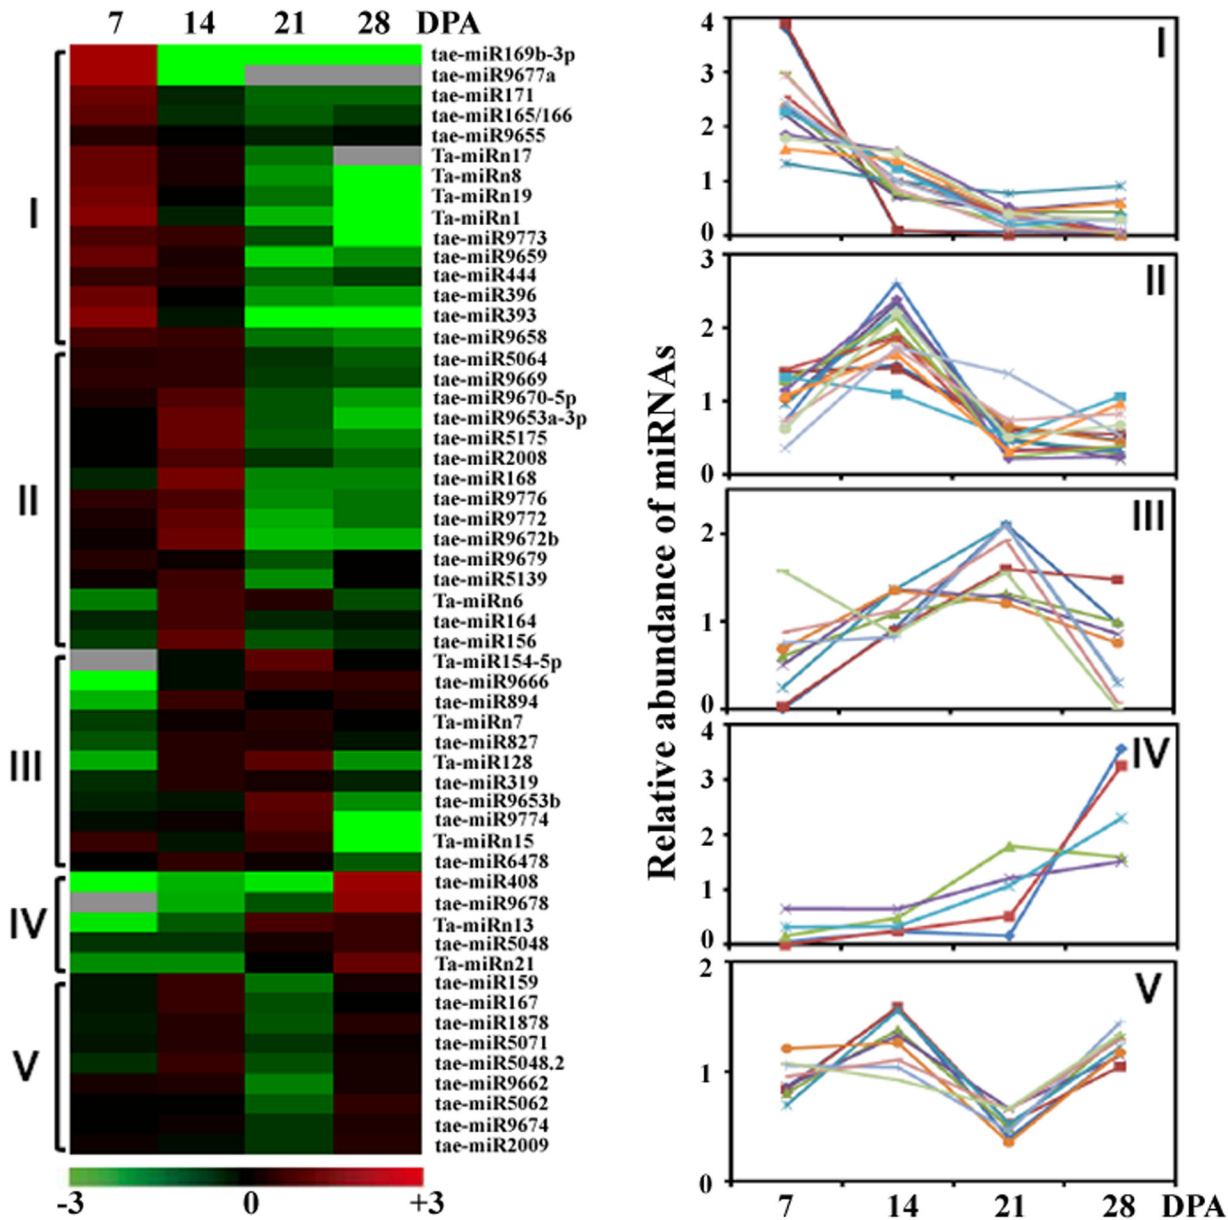 7 14 21 28 DPA
I
tae-miR169b-3p
tae-miR9677a
tae-miR171
tae-miR165/166
tae-miR9655
Ta-miRn17
Ta-miRn8
Ta-miRn19
Ta-miRn1
tae-miR9773
tae-miR9659
tae-miR444
tae-miR396
tae-miR393
tae-miR9658
II
tae-miR5064
tae-miR9669
tae-miR9670-5p
tae-miR9653a-3p
tae-miR5175
tae-miR2008
tae-miR168
tae-miR9776
tae-miR9772
tae-miR9672b
tae-miR9679
tae-miR5139
Ta-miRn6
tae-miR164
tae-miR156
III
Ta-miR154-5p
tae-miR9666
tae-miR894
Ta-miRn7
tae-miR827
Ta-miR128
tae-miR319
tae-miR9653b
tae-miR9774
Ta-miRn15
tae-miR6478
IV
tae-miR408
tae-miR9678
Ta-miRn13
tae-miR5048
Ta-miRn21
V
tae-miR159
tae-miR167
tae-miR1878
tae-miR5071
tae-miR5048.2
tae-miR9662
tae-miR5062
tae-miR9674
tae-miR2009
-3 0 +3
Relative abundance of miRNAs
4
3
2
1
0
I
3
2
1
0
II
2
1
0
III
4
3
2
1
0
IV
2
1
0
V
7 14 21 28 DPA